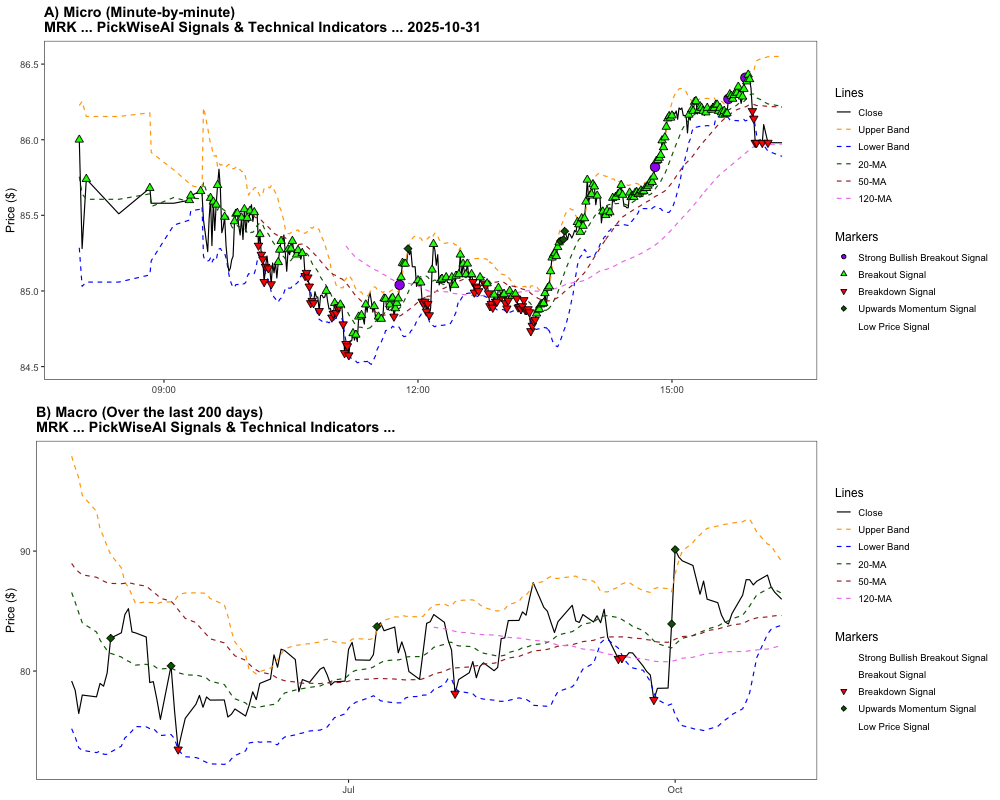 A) Micro (Minute-by-minute)
MRK ... PickWiseAI Signals & Technical Indicators ... 2025-10-31
86.5
86.0
85.5
85.0
84.5
Price ($)
09:00
12:00
15:00
Lines
Close
Upper Band
Lower Band
20-MA
50-MA
120-MA
Markers
Strong Bullish Breakout Signal
Breakout Signal
Breakdown Signal
Upwards Momentum Signal
Low Price Signal
B) Macro (Over the last 200 days)
MRK ... PickWiseAI Signals & Technical Indicators ...
90
80
Price ($)
Jul
Oct
Lines
Close
Upper Band
Lower Band
20-MA
50-MA
120-MA
Markers
Strong Bullish Breakout Signal
Breakout Signal
Breakdown Signal
Upwards Momentum Signal
Low Price Signal